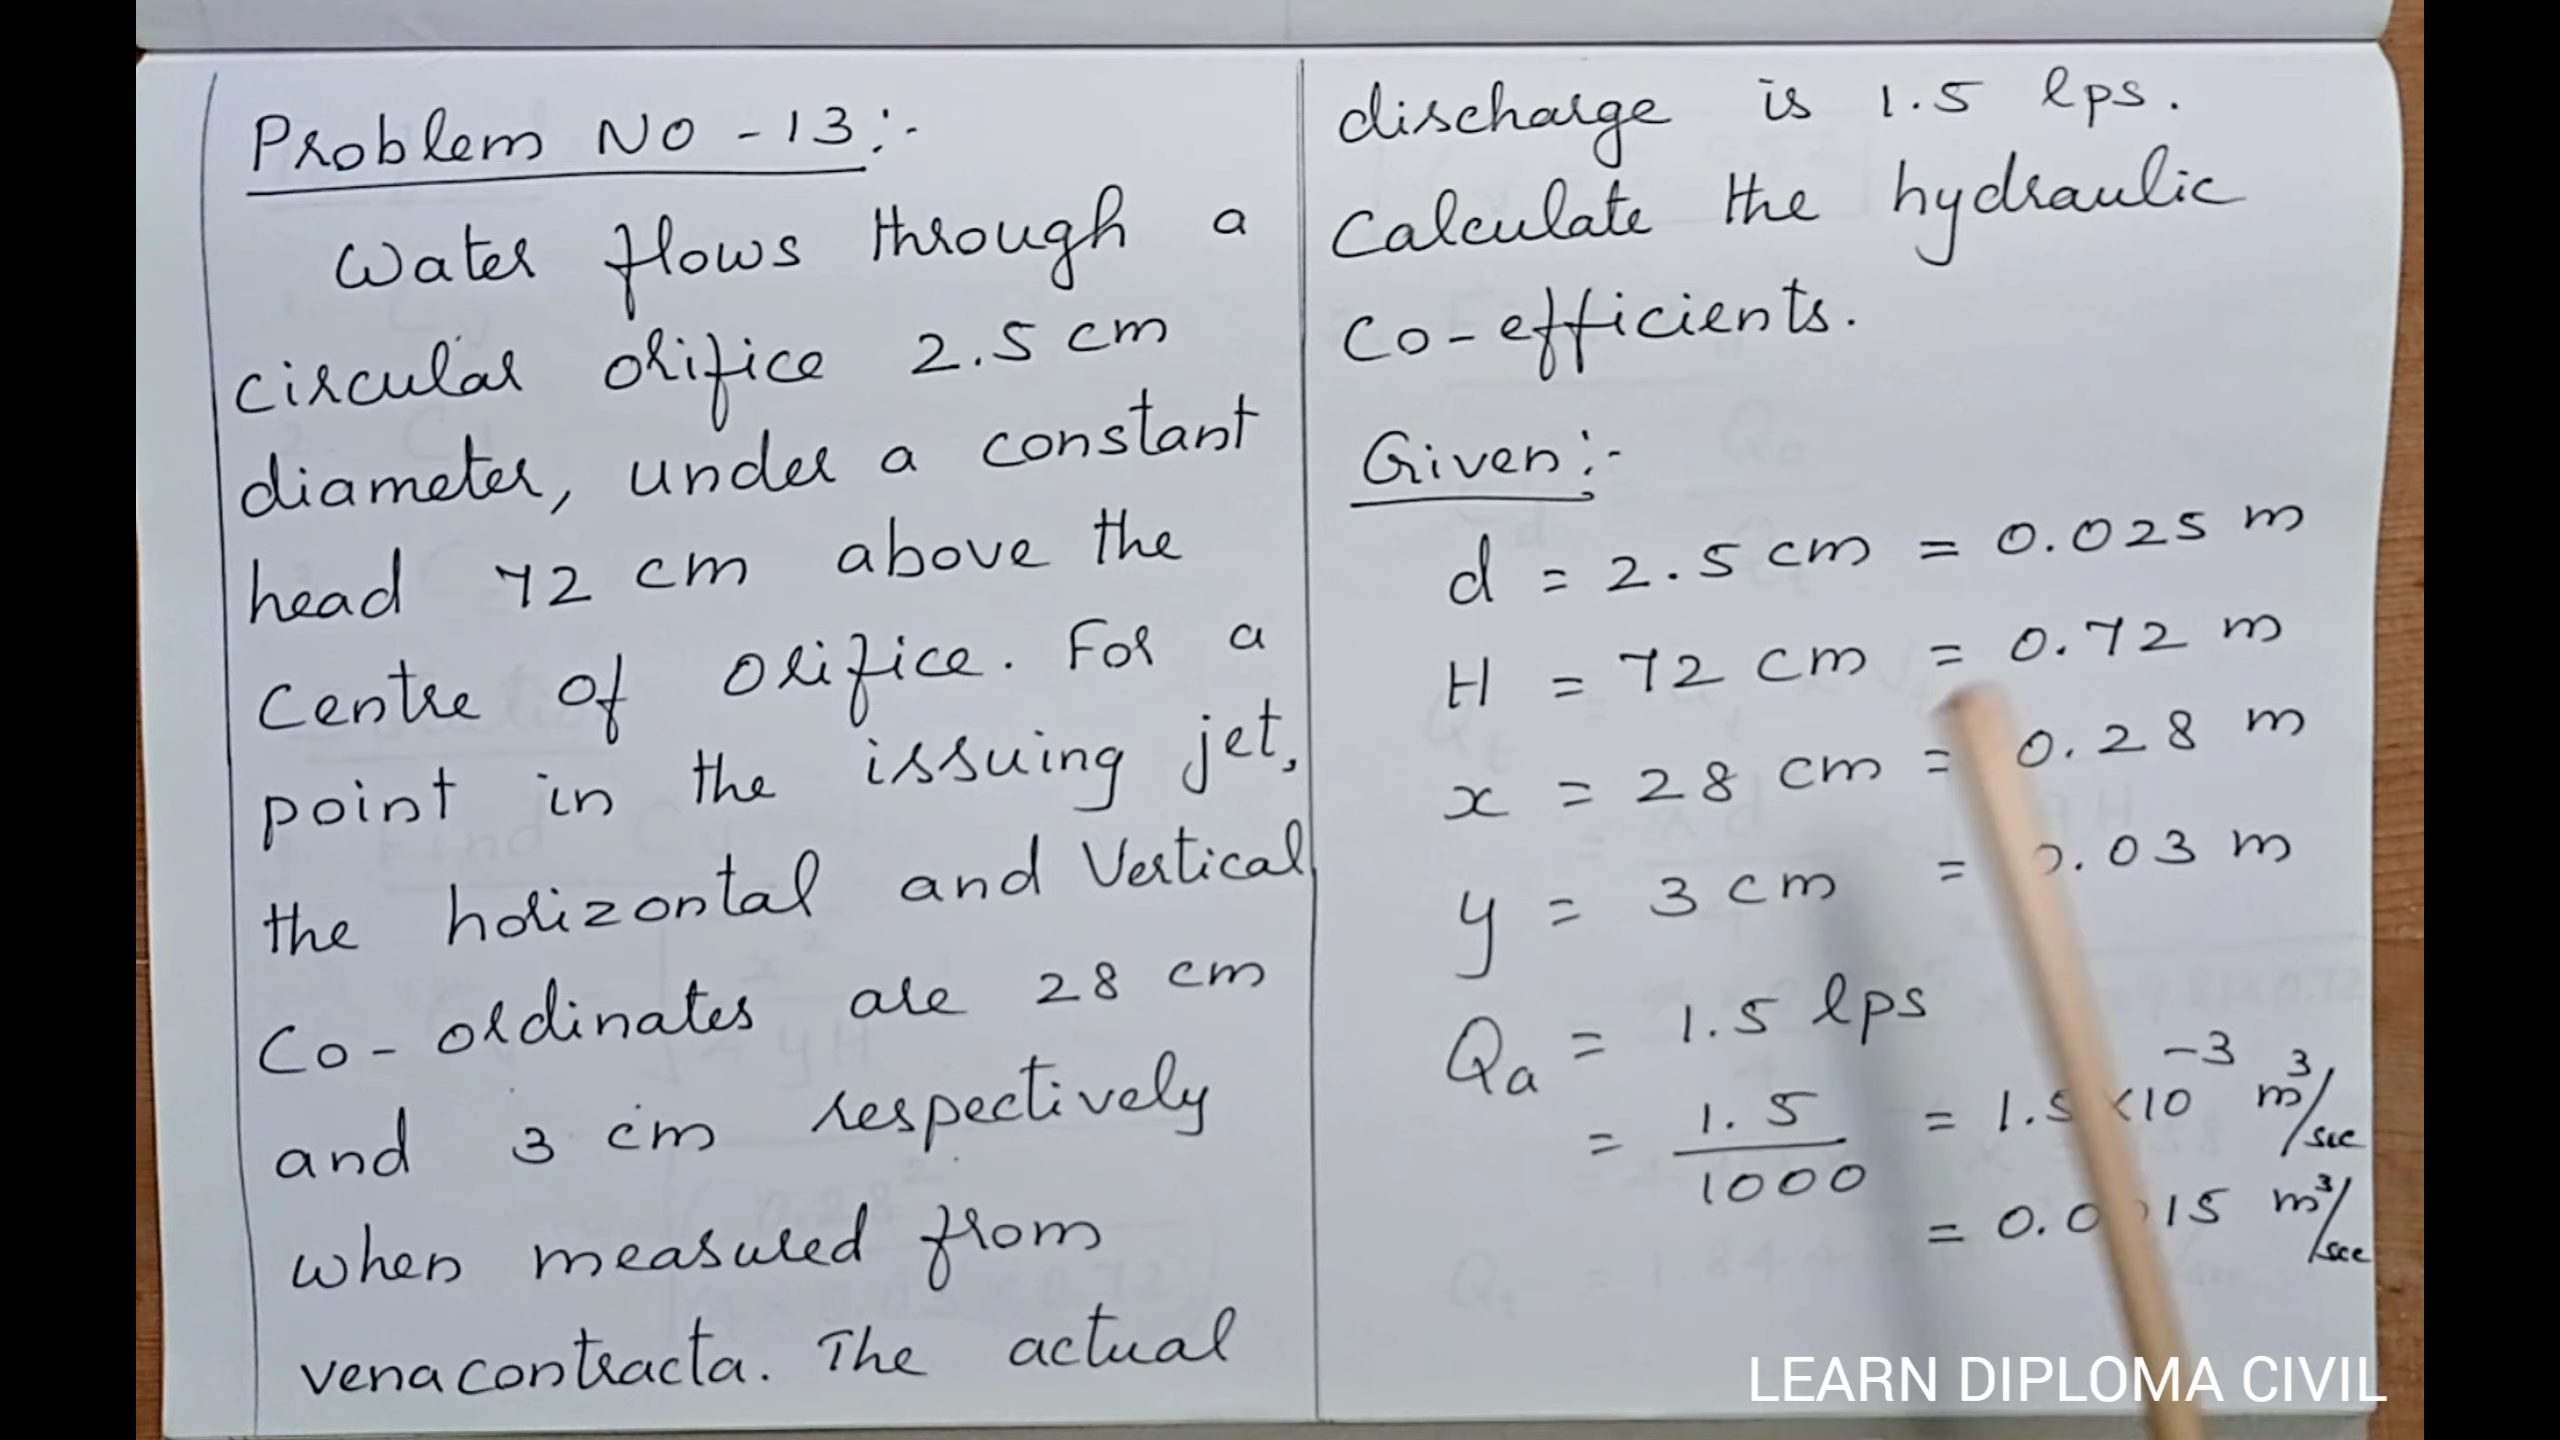 Problem No - 13:-
Water flows through a
circular orifice 2.5 cm
diameter, under a constant
head 72 cm above the
centre of orifice. For a
point in the issuing jet,
the horizontal and Vertical
Co-ordinates are 28 cm
and 3 cm respectively
when measured from
venacontracta. The actual
discharge is 1.5 lps.
Calculate the hydraulic
Co-efficients.
Given:-
d = 2.5 cm = 0.025 m
H = 72 cm = 0.72 m
x = 28 cm = 0.28 m
y = 3 cm = 0.03 m
Qa = 1.5 lps
= 1.5/1000 = 1.5 × 10⁻³ m³/sec
= 0.0015 m³/sec
LEARN DIPLOMA CIVIL